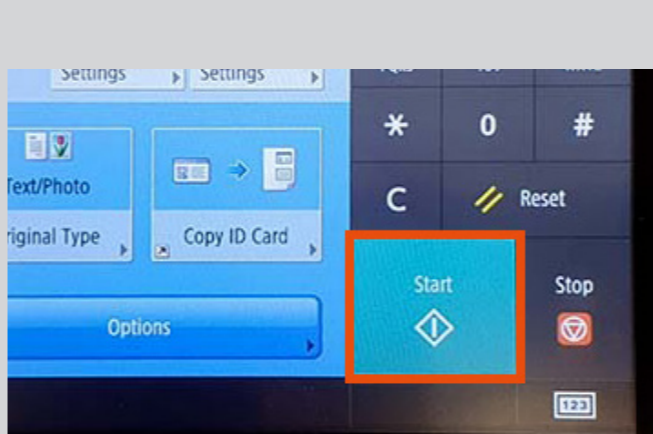 Settings
Settings
* 0 #
Text/Photo
C
Reset
Original Type
Copy ID Card
Start
Stop
Options
123